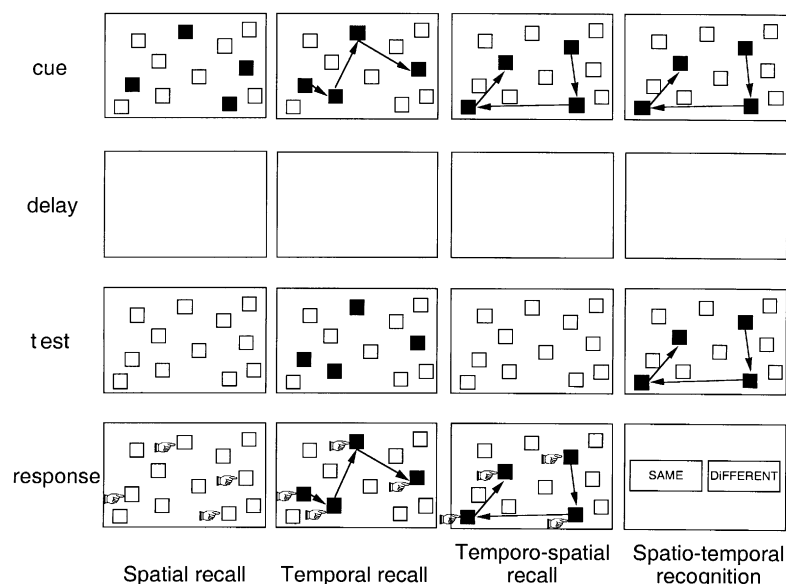 cue
delay
test
response
SAME
DiFFERENT
Spatial recall
Temporal recall
Temporo-spatial
recall
Spatio-temporal
recognition